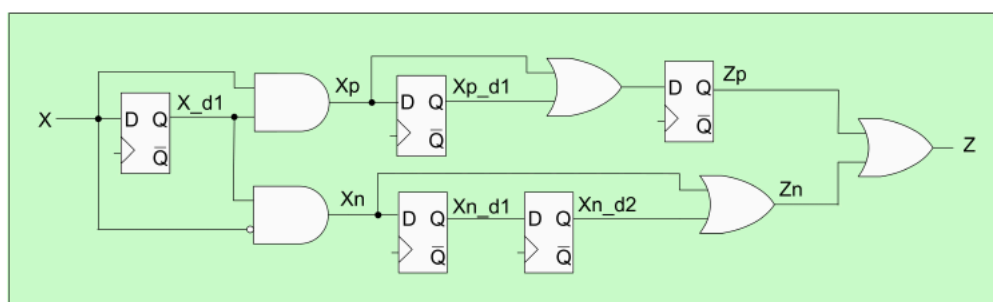 X
D Q
Q̅
X_d1
Xp
D Q
Q̅
Xp_d1
D Q
Q̅
Zp
Z
Xn
D Q
Q̅
Xn_d1
D Q
Q̅
Xn_d2
Zn